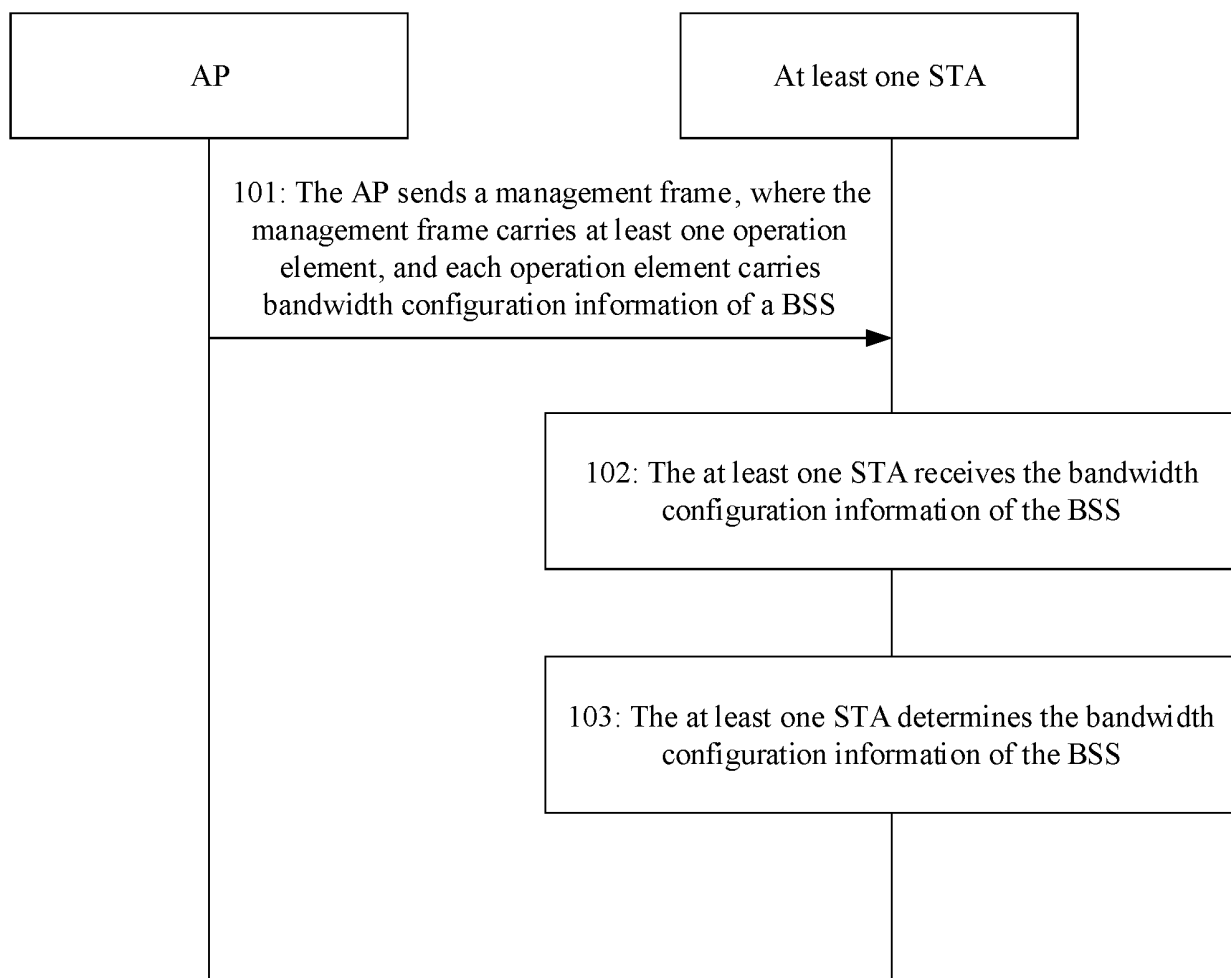 AP
At least one STA
101: The AP sends a management frame, where the
management frame carries at least one operation
element, and each operation element carries
bandwidth configuration information of a BSS
102: The at least one STA receives the bandwidth
configuration information of the BSS
103: The at least one STA determines the bandwidth
configuration information of the BSS